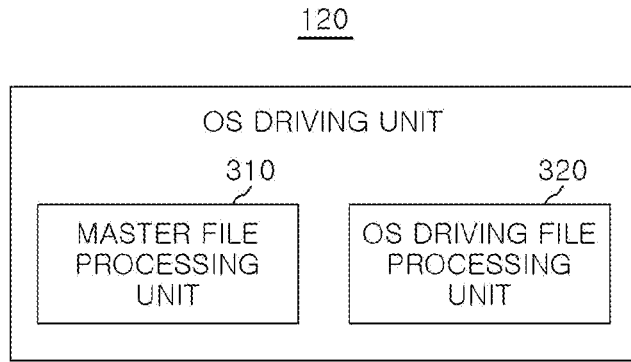 120
OS DRIVING UNIT
310
320
MASTER FILE
PROCESSING
UNIT
OS DRIVING FILE
PROCESSING
UNIT